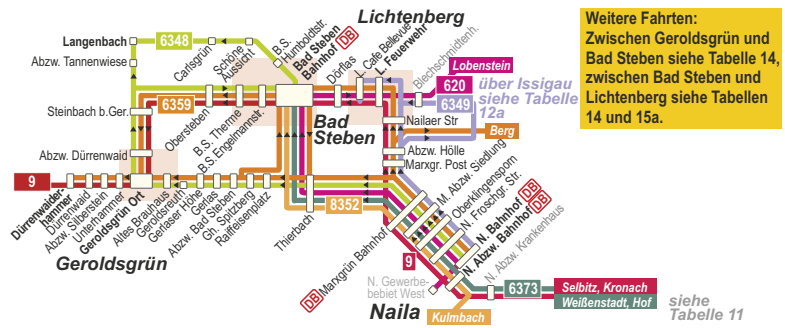 Lichtenberg
Langenbach
6348
Abzw. Tannenwiese
Carlsgrün
Schöne
Aussicht
B.S.
Humboldtstr.
Bad Steben
Bahnhof
DB
Dörflas
L. Cafe Bellevue
L. Feuerwehr
Blechschmidtenh.
Lobenstein
620
6349
über Issigau
siehe Tabelle
12a
Weitere Fahrten:
Zwischen Geroldsgrün und
Bad Steben siehe Tabelle 14,
zwischen Bad Steben und
Lichtenberg siehe Tabellen
14 und 15a.
Steinbach b.Ger.
6359
Obersteben
B.S. Therme
B.S. Engelmannstr.
Bad
Steben
Nailaer Str
Berg
Abzw. Hölle
Marxgr. Post
Abzw. Dürrenwaid
9
Dürrenwaider-
hammer
Dürrenwaid
Abzw. Silberstein
Unterhammer
Geroldsgrün Ort
Altes Brauhaus
Geroldsreuth
Gerlaser Höhe
Gerlas
Abzw. Bad Steben
Gh. Spitzberg
Raiffeisenplatz
Thierbach
8352
Geroldsgrün
M. Abzw. Siedlung
Oberklingensporn
N. Froschgr. Str.
N. Bahnhof
DB
N. Abzw. Bahnhof
DB
N. Abzw. Krankenhaus
DB
Marxgrün Bahnhof
9
N. Gewerbe-
bebiet West
Naila
Kulmbach
6373
Selbitz, Kronach
Weißenstadt, Hof
siehe
Tabelle 11